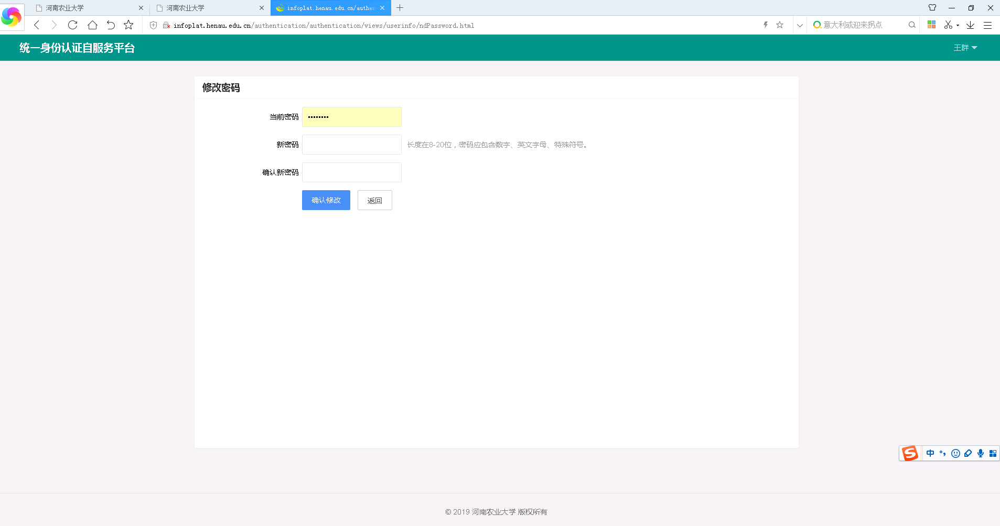 河南农业大学
河南农业大学
infoplat.henau.edu.cn/authen
infoplat.henau.edu.cn/authentication/authentication/views/userinfo/ndPassword.html
意大利或迎来拐点
统一身份认证自服务平台
王群
修改密码
当前密码
新密码
长度在8-20位，密码应包含数字、英文字母、特殊符号。
确认新密码
确认修改
返回
S 中
© 2019 河南农业大学 版权所有